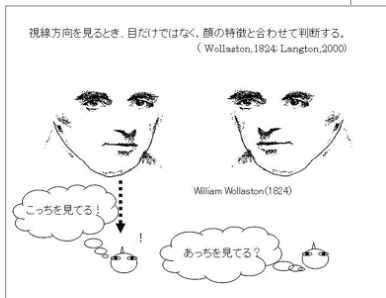 視線方向を見るとき、目だけではなく、顔の特徴と合わせて判断する。
( Wollaston,1824; Langton,2000)
William Wollaston(1824)
こっちを見てる！
!
あっちを見てる？